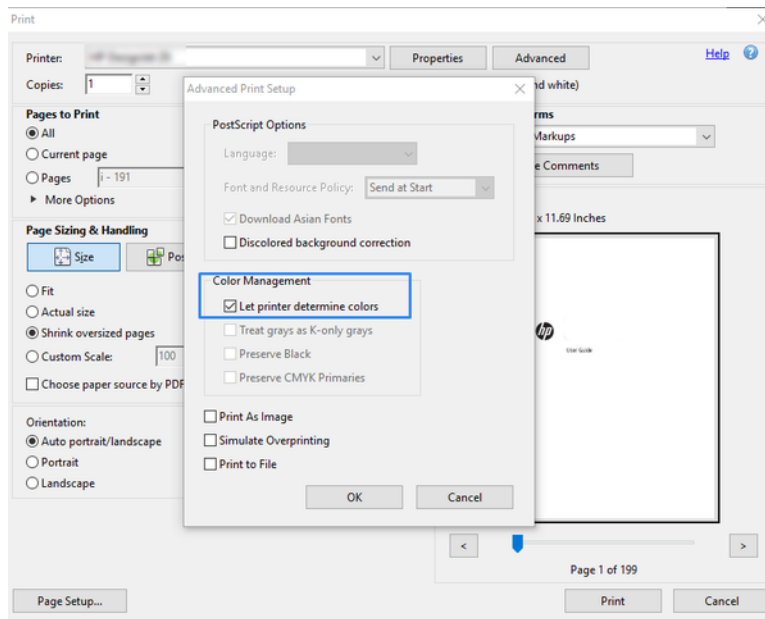 Print
Printer:
Properties
Advanced
Help
?
Copies: 1
nd white)
Pages to Print
All
Current page
Pages i - 191
More Options
Page Sizing & Handling
Size
Pos
Fit
Actual size
Shrink oversized pages
Custom Scale: 100
Choose paper source by PDF
Orientation:
Auto portrait/landscape
Portrait
Landscape
Advanced Print Setup
PostScript Options
Language:
Font and Resource Policy: Send at Start
Download Asian Fonts
Discolored background correction
Color Management
Let printer determine colors
Treat grays as K-only grays
Preserve Black
Preserve CMYK Primaries
Print As Image
Simulate Overprinting
Print to File
OK Cancel
rms
Markups
e Comments
x 11.69 Inches
hp
User Guide
< >
Page 1 of 199
Page Setup... Print Cancel